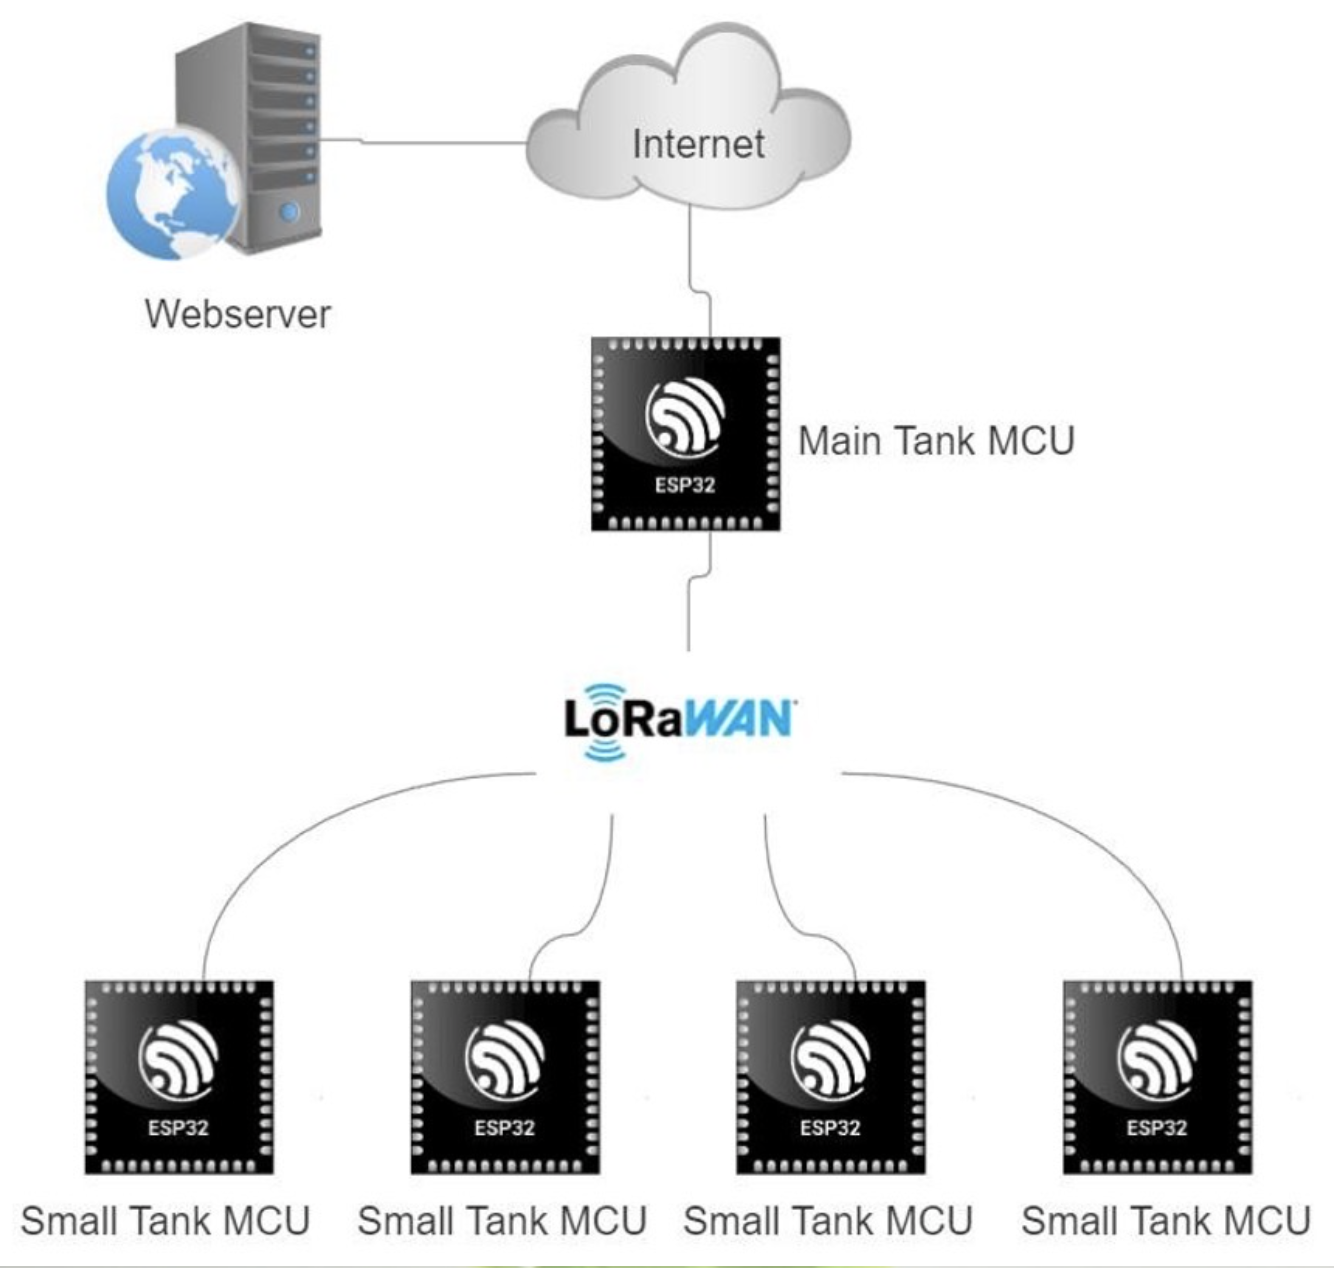 Internet
Webserver
ESP32
Main Tank MCU
LoRaWAN
ESP32
ESP32
ESP32
ESP32
Small Tank MCU
Small Tank MCU
Small Tank MCU
Small Tank MCU